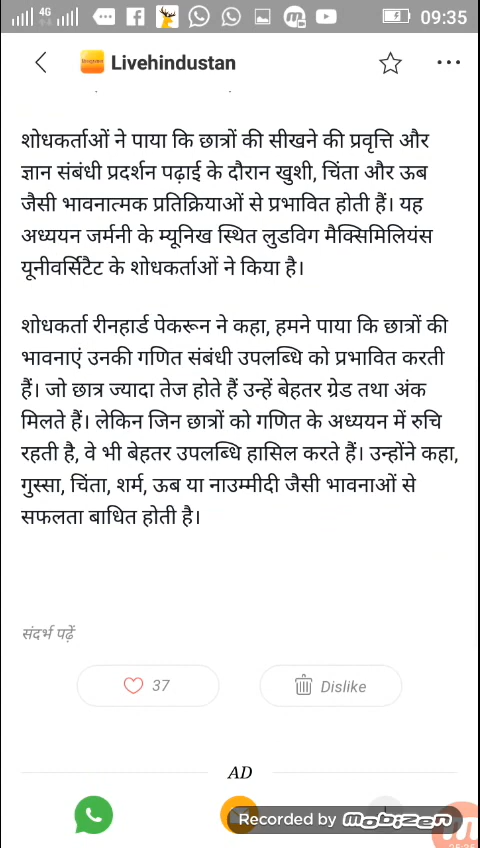 4G
09:35
Livehindustan
शोधकर्ताओं ने पाया कि छात्रों की सीखने की प्रवृत्ति और
ज्ञान संबंधी प्रदर्शन पढ़ाई के दौरान खुशी, चिंता और ऊब
जैसी भावनात्मक प्रतिक्रियाओं से प्रभावित होती हैं। यह
अध्ययन जर्मनी के म्यूनिख स्थित लुडविग मैक्सिमिलियंस
यूनीवर्सिटैट के शोधकर्ताओं ने किया है।
शोधकर्ता रीनहार्ड पेकरून ने कहा, हमने पाया कि छात्रों की
भावनाएं उनकी गणित संबंधी उपलब्धि को प्रभावित करती
हैं। जो छात्र ज्यादा तेज होते हैं उन्हें बेहतर ग्रेड तथा अंक
मिलते हैं। लेकिन जिन छात्रों को गणित के अध्ययन में रुचि
रहती है, वे भी बेहतर उपलब्धि हासिल करते हैं। उन्होंने कहा,
गुस्सा, चिंता, शर्म, ऊब या नाउम्मीदी जैसी भावनाओं से
सफलता बाधित होती है।
संदर्भ पढ़ें
37
Dislike
AD
Recorded by mobizen